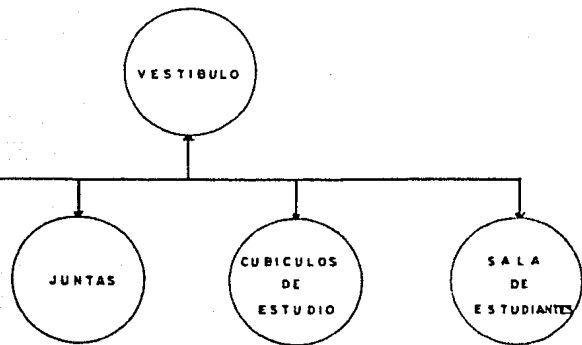 VESTIBULO
JUNTAS
CUBICULOS
DE
ESTUDIO
SALA
DE
ESTUDIANTES